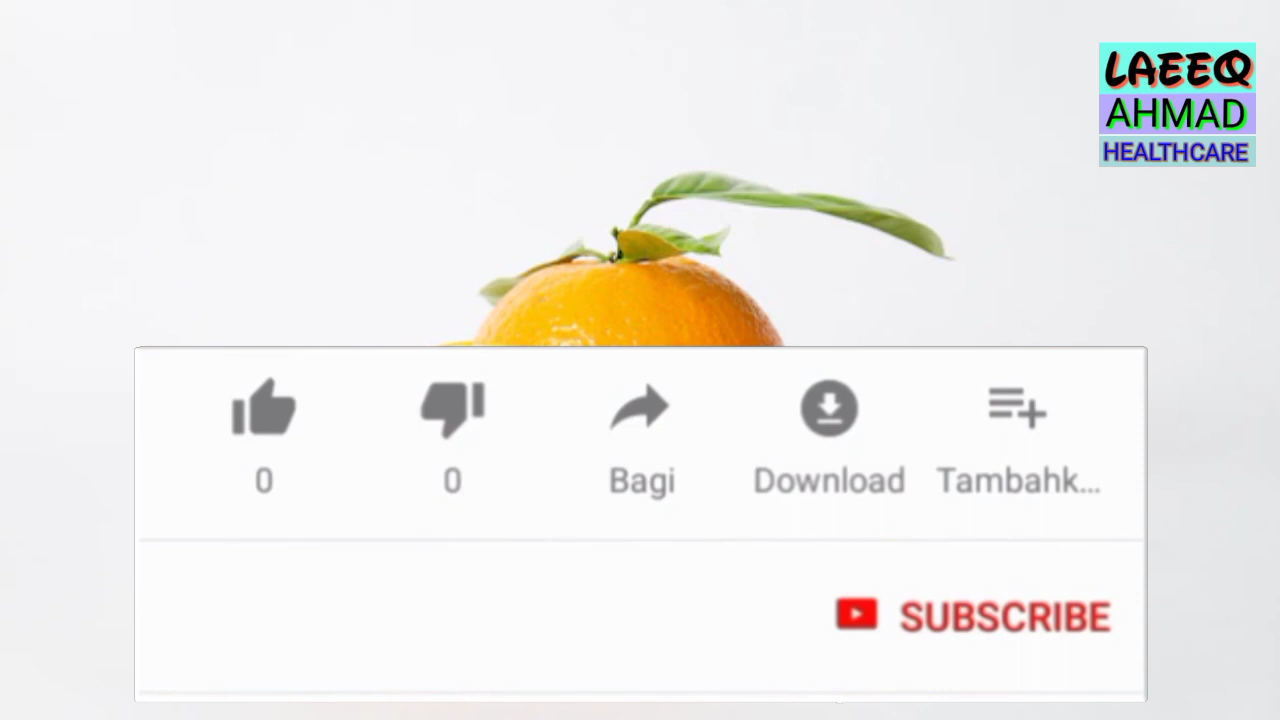 LAEEQ
AHMAD
HEALTHCARE
0 0 Bagi Download Tambahk...
SUBSCRIBE